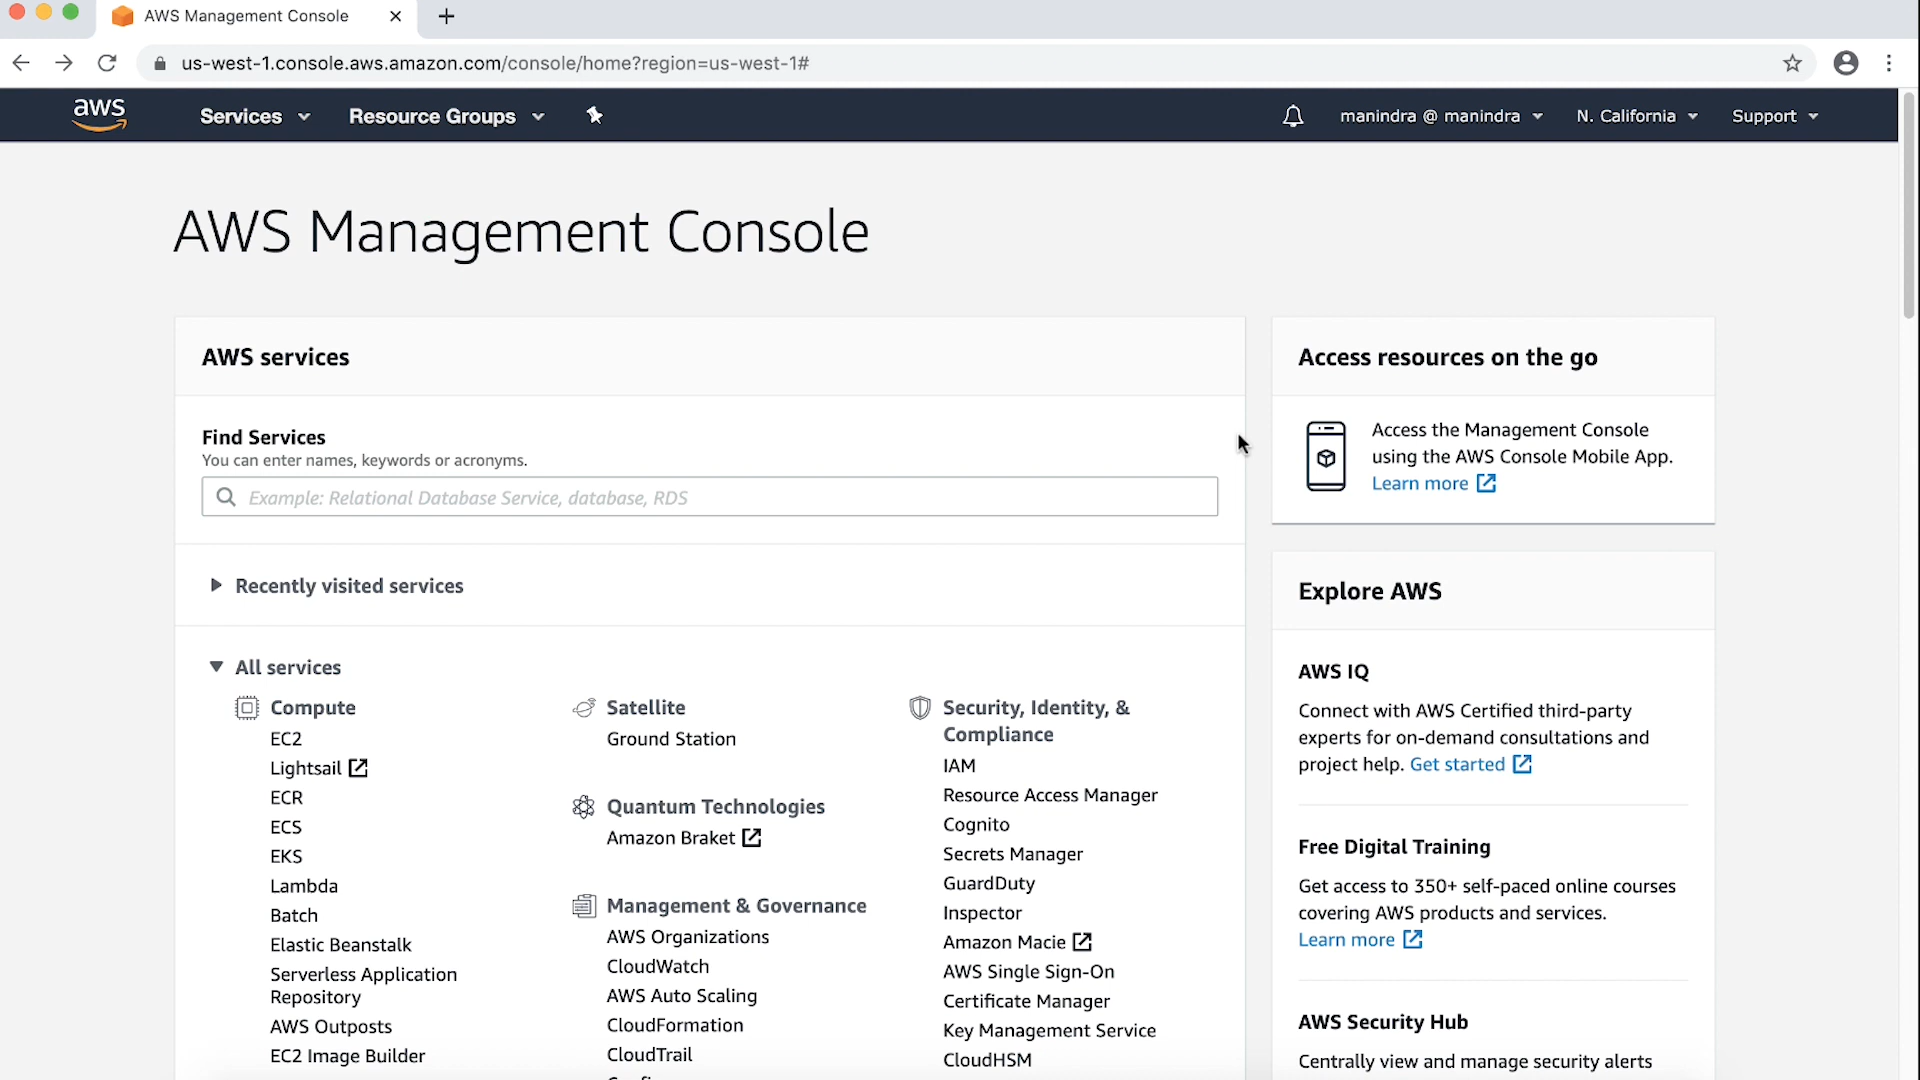 AWS Management Console
us-west-1.console.aws.amazon.com/console/home?region=us-west-1#
aws
Services
Resource Groups
manindra @ manindra
N. California
Support
AWS Management Console
AWS services
Find Services
You can enter names, keywords or acronyms.
Example: Relational Database Service, database, RDS
Recently visited services
All services
Compute
EC2
Lightsail
ECR
ECS
EKS
Lambda
Batch
Elastic Beanstalk
Serverless Application
Repository
AWS Outposts
EC2 Image Builder
Satellite
Ground Station
Quantum Technologies
Amazon Braket
Management & Governance
AWS Organizations
CloudWatch
AWS Auto Scaling
CloudFormation
CloudTrail
Security, Identity, &
Compliance
IAM
Resource Access Manager
Cognito
Secrets Manager
GuardDuty
Inspector
Amazon Macie
AWS Single Sign-On
Certificate Manager
Key Management Service
CloudHSM
Access resources on the go
Access the Management Console
using the AWS Console Mobile App.
Learn more
Explore AWS
AWS IQ
Connect with AWS Certified third-party
experts for on-demand consultations and
project help. Get started
Free Digital Training
Get access to 350+ self-paced online courses
covering AWS products and services.
Learn more
AWS Security Hub
Centrally view and manage security alerts